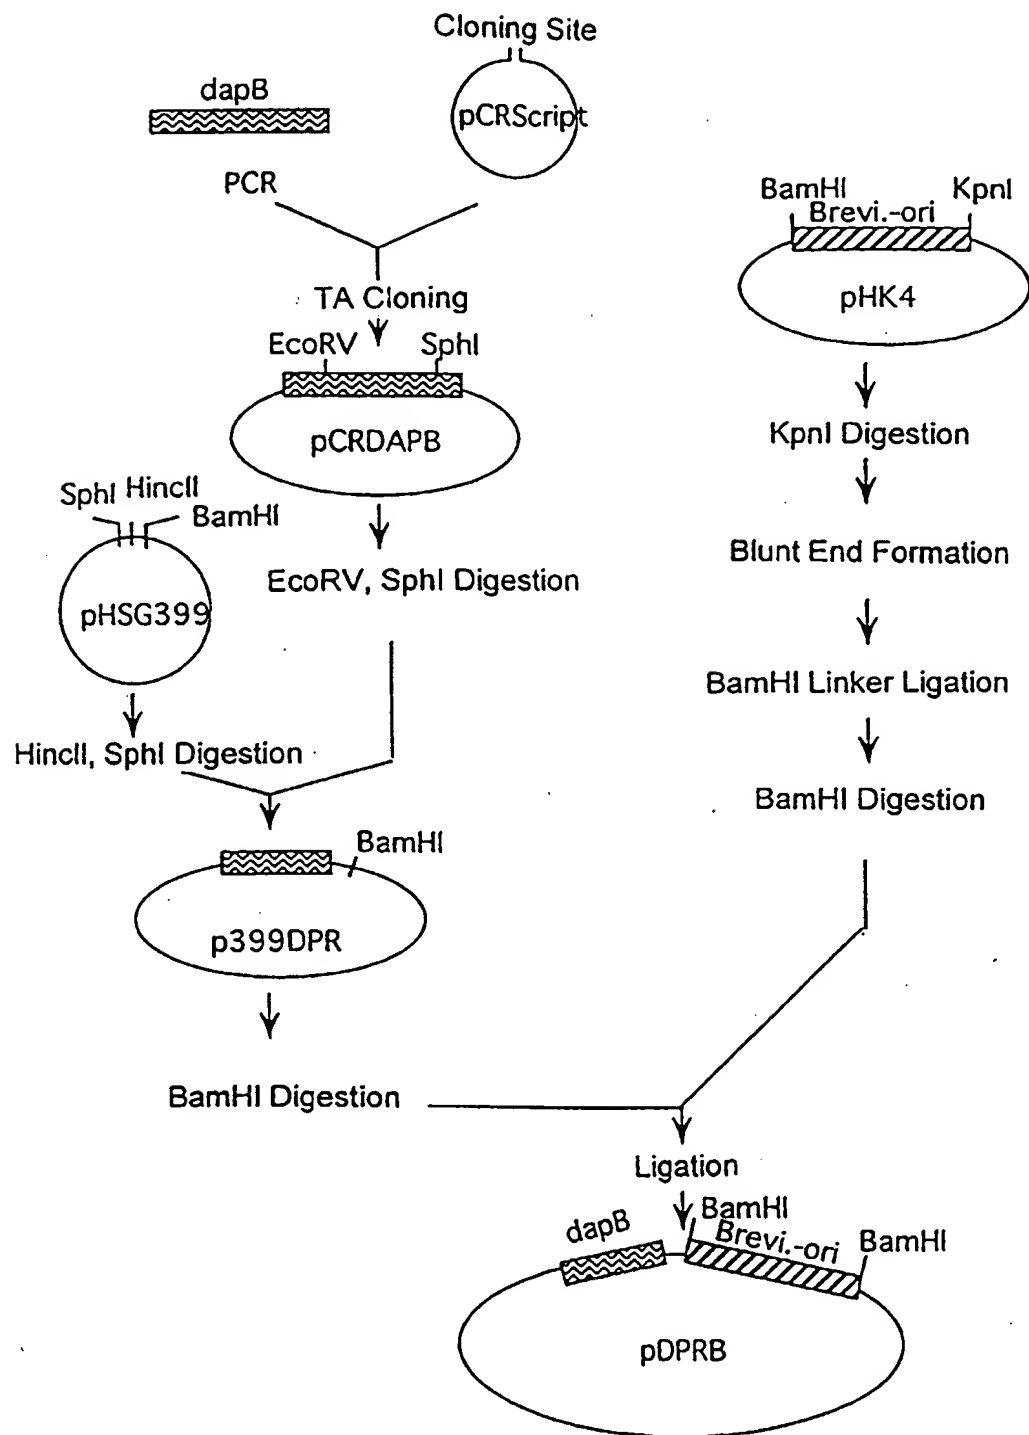 Cloning Site
dapB
pCRScript
PCR
BamHI
KpnI
Brevi.-ori
pHK4
TA Cloning
EcoRV
SphI
pCRDAPB
KpnI Digestion
SphI
HincII
BamHI
pHSG399
EcoRV, SphI Digestion
Blunt End Formation
BamHI Linker Ligation
HincII, SphI Digestion
BamHI Digestion
BamHI
p399DPR
BamHI Digestion
Ligation
dapB
BamHI
Brevi.-ori
BamHI
pDPRB